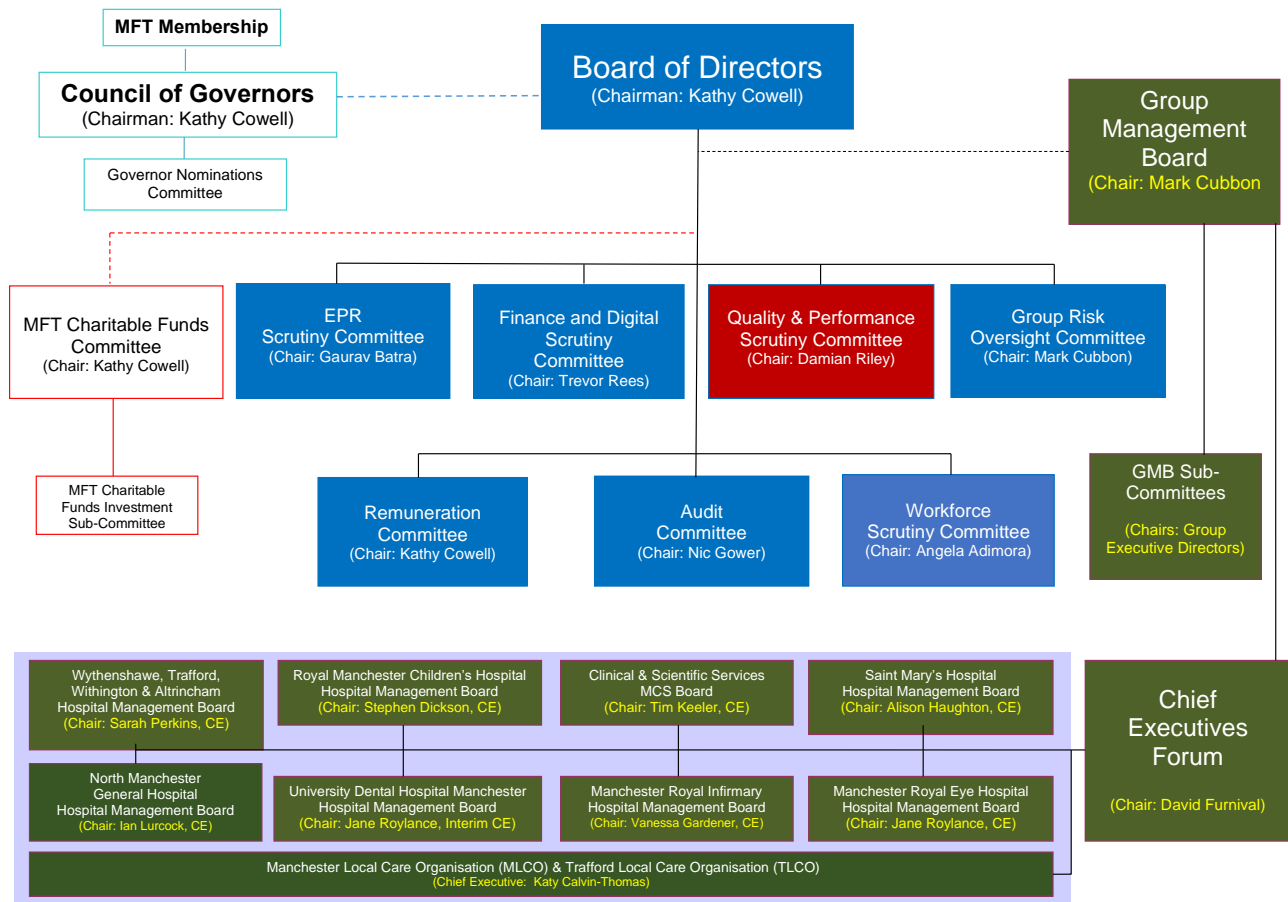 MFT Membership
Council of Governors
(Chairman: Kathy Cowell)
Governor Nominations
Committee
Board of Directors
(Chairman: Kathy Cowell)
Group
Management
Board
(Chair: Mark Cubbon
MFT Charitable Funds
Committee
(Chair: Kathy Cowell)
EPR
Scrutiny Committee
(Chair: Gaurav Batra)
Finance and Digital
Scrutiny
Committee
(Chair: Trevor Rees)
Quality & Performance
Scrutiny Committee
(Chair: Damian Riley)
Group Risk
Oversight Committee
(Chair: Mark Cubbon)
MFT Charitable
Funds Investment
Sub-Committee
Remuneration
Committee
(Chair: Kathy Cowell)
Audit
Committee
(Chair: Nic Gower)
Workforce
Scrutiny Committee
(Chair: Angela Adimora)
GMB Sub-
Committees
(Chairs: Group
Executive Directors)
Wythenshawe, Trafford,
Withington & Altrincham
Hospital Management Board
(Chair: Sarah Perkins, CE)
Royal Manchester Children's Hospital
Hospital Management Board
(Chair: Stephen Dickson, CE)
Clinical & Scientific Services
MCS Board
(Chair: Tim Keeler, CE)
Saint Mary's Hospital
Hospital Management Board
(Chair: Alison Haughton, CE)
Chief
Executives
Forum
(Chair: David Furnival)
North Manchester
General Hospital
Hospital Management Board
(Chair: Ian Lurcock, CE)
University Dental Hospital Manchester
Hospital Management Board
(Chair: Jane Roylance, Interim CE)
Manchester Royal Infirmary
Hospital Management Board
(Chair: Vanessa Gardener, CE)
Manchester Royal Eye Hospital
Hospital Management Board
(Chair: Jane Roylance, CE)
Manchester Local Care Organisation (MLCO) & Trafford Local Care Organisation (TLCO)
(Chief Executive: Katy Calvin-Thomas)